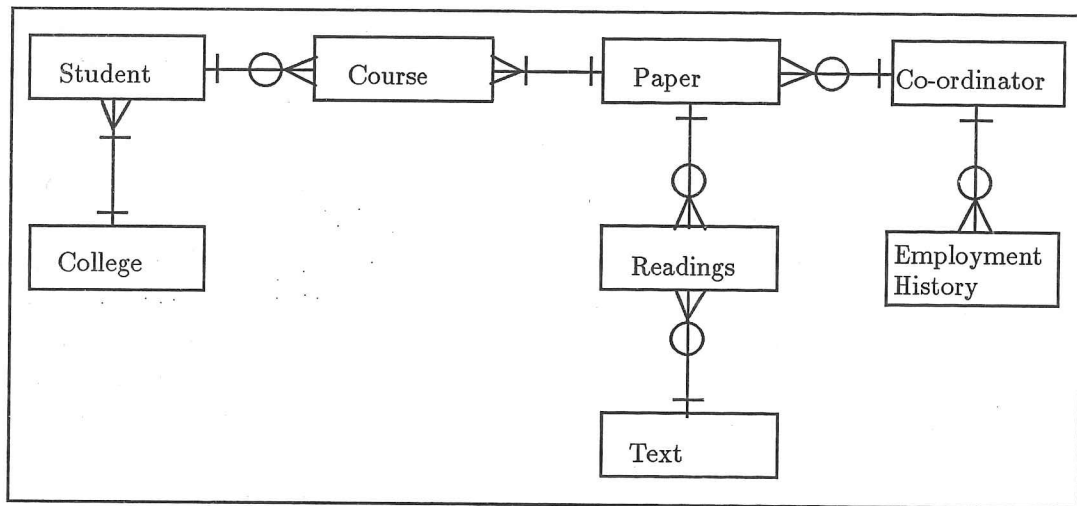 Student
Course
Paper
Co-ordinator
College
Readings
Employment
History
Text